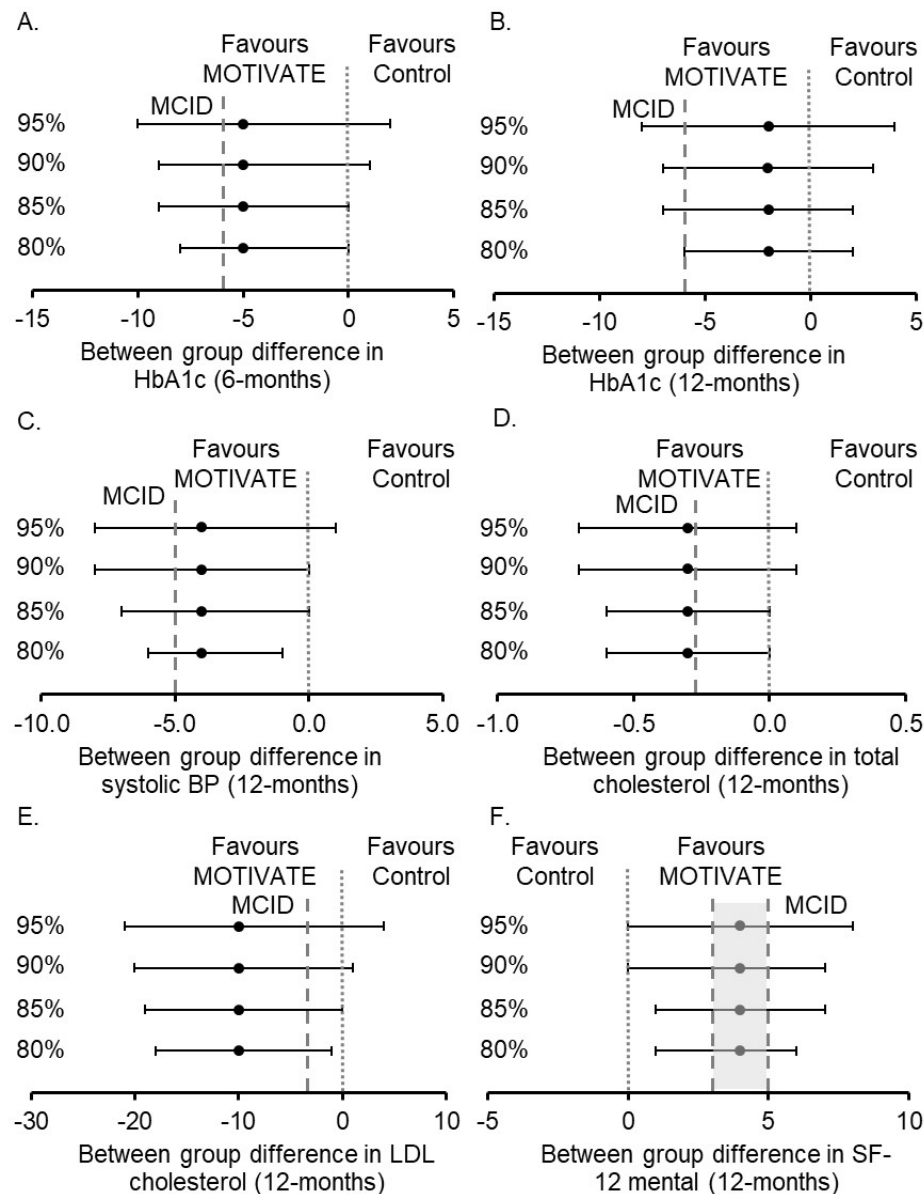 A.
Favours
MOTIVATE
Favours
Control
MCID
95%
90%
85%
80%
-15 -10 -5 0 5
Between group difference in
HbA1c (6-months)
B.
Favours
MOTIVATE
Favours
Control
MCID
95%
90%
85%
80%
-15 -10 -5 0 5
Between group difference in
HbA1c (12-months)
C.
Favours
MOTIVATE
Favours
Control
MCID
95%
90%
85%
80%
-10.0 -5.0 0.0 5.0
Between group difference in
systolic BP (12-months)
D.
Favours
MOTIVATE
Favours
Control
MCID
95%
90%
85%
80%
-1.0 -0.5 0.0 0.5
Between group difference in total
cholesterol (12-months)
E.
Favours
MOTIVATE
Favours
Control
MCID
95%
90%
85%
80%
-30 -20 -10 0 10
Between group difference in LDL
cholesterol (12-months)
F.
Favours
Control
Favours
MOTIVATE
MCID
95%
90%
85%
80%
-5 0 5 10
Between group difference in SF-
12 mental (12-months)